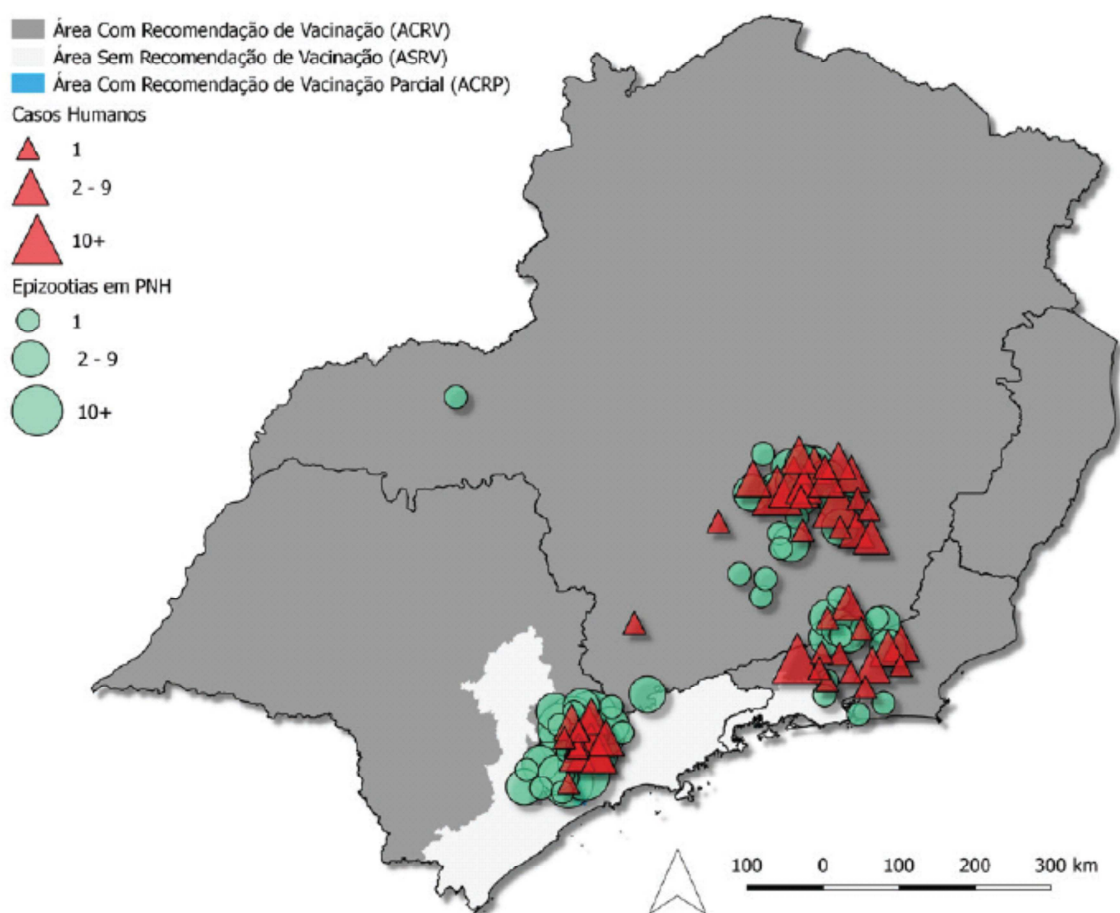 Área Com Recomendação de Vacinação (ACRV)
Área Sem Recomendação de Vacinação (ASRV)
Área Com Recomendação de Vacinação Parcial (ACRP)
Casos Humanos
1
2 - 9
10+
Epizootias em PNH
1
2 - 9
10+
100 0 100 200 300 km